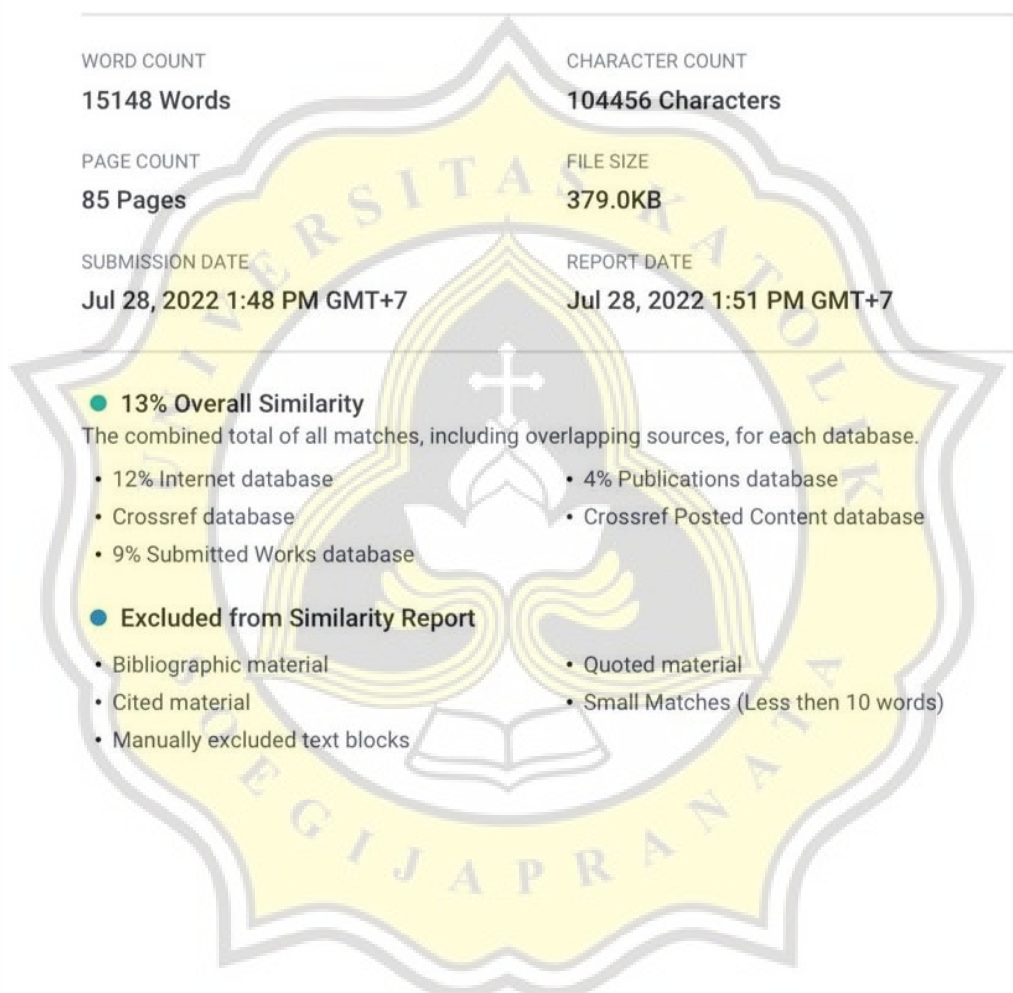 WORD COUNT
15148 Words
CHARACTER COUNT
104456 Characters
PAGE COUNT
85 Pages
FILE SIZE
379.0KB
SUBMISSION DATE
Jul 28, 2022 1:48 PM GMT+7
REPORT DATE
Jul 28, 2022 1:51 PM GMT+7
13% Overall Similarity
The combined total of all matches, including overlapping sources, for each database.
• 12% Internet database
• 4% Publications database
• Crossref database
• Crossref Posted Content database
• 9% Submitted Works database
Excluded from Similarity Report
• Bibliographic material
• Quoted material
• Cited material
• Small Matches (Less then 10 words)
• Manually excluded text blocks
UNIVERSITAS KATOLIK
SOEGIJAPRANATA